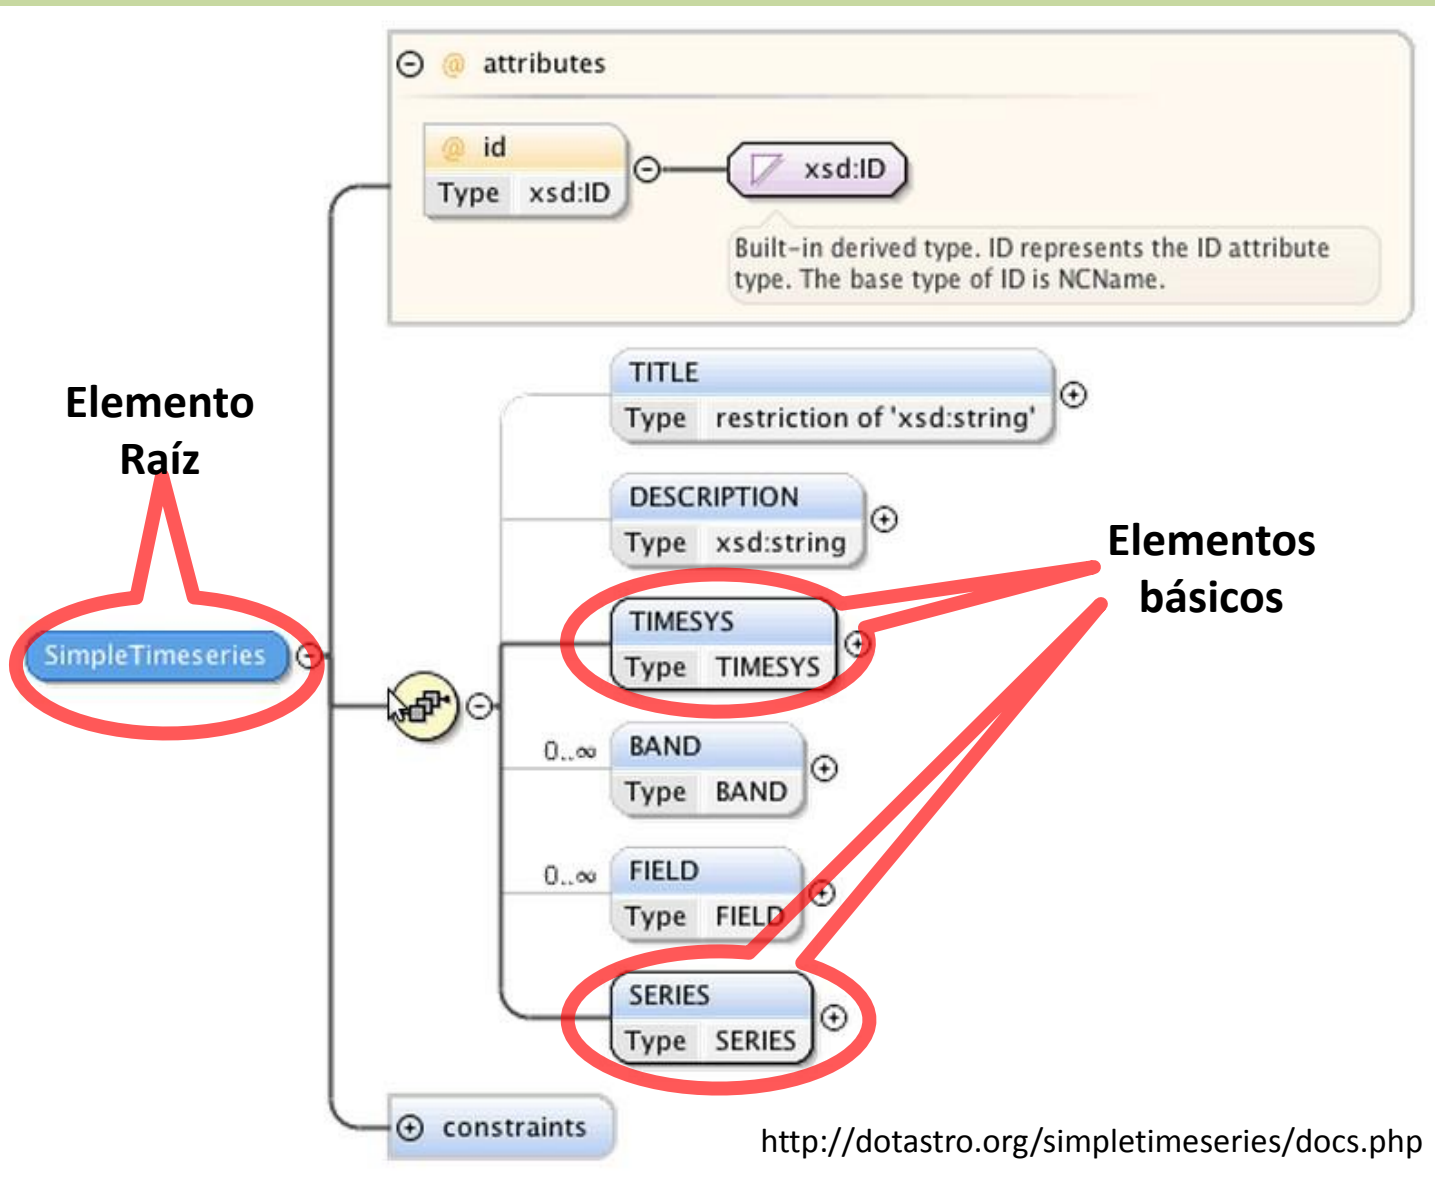 @ attributes
@ id
Type xsd:ID
xsd:ID
Built-in derived type. ID represents the ID attribute
type. The base type of ID is NCName.
TITLE
Type restriction of 'xsd:string'
Elemento
Raíz
DESCRIPTION
Type xsd:string
Elementos
básicos
TIMESYS
Type TIMESYS
SimpleTimeseries
0..∞
BAND
Type BAND
0..∞
FIELD
Type FIELD
SERIES
Type SERIES
constraints
http://dotastro.org/simpletimeseries/docs.php